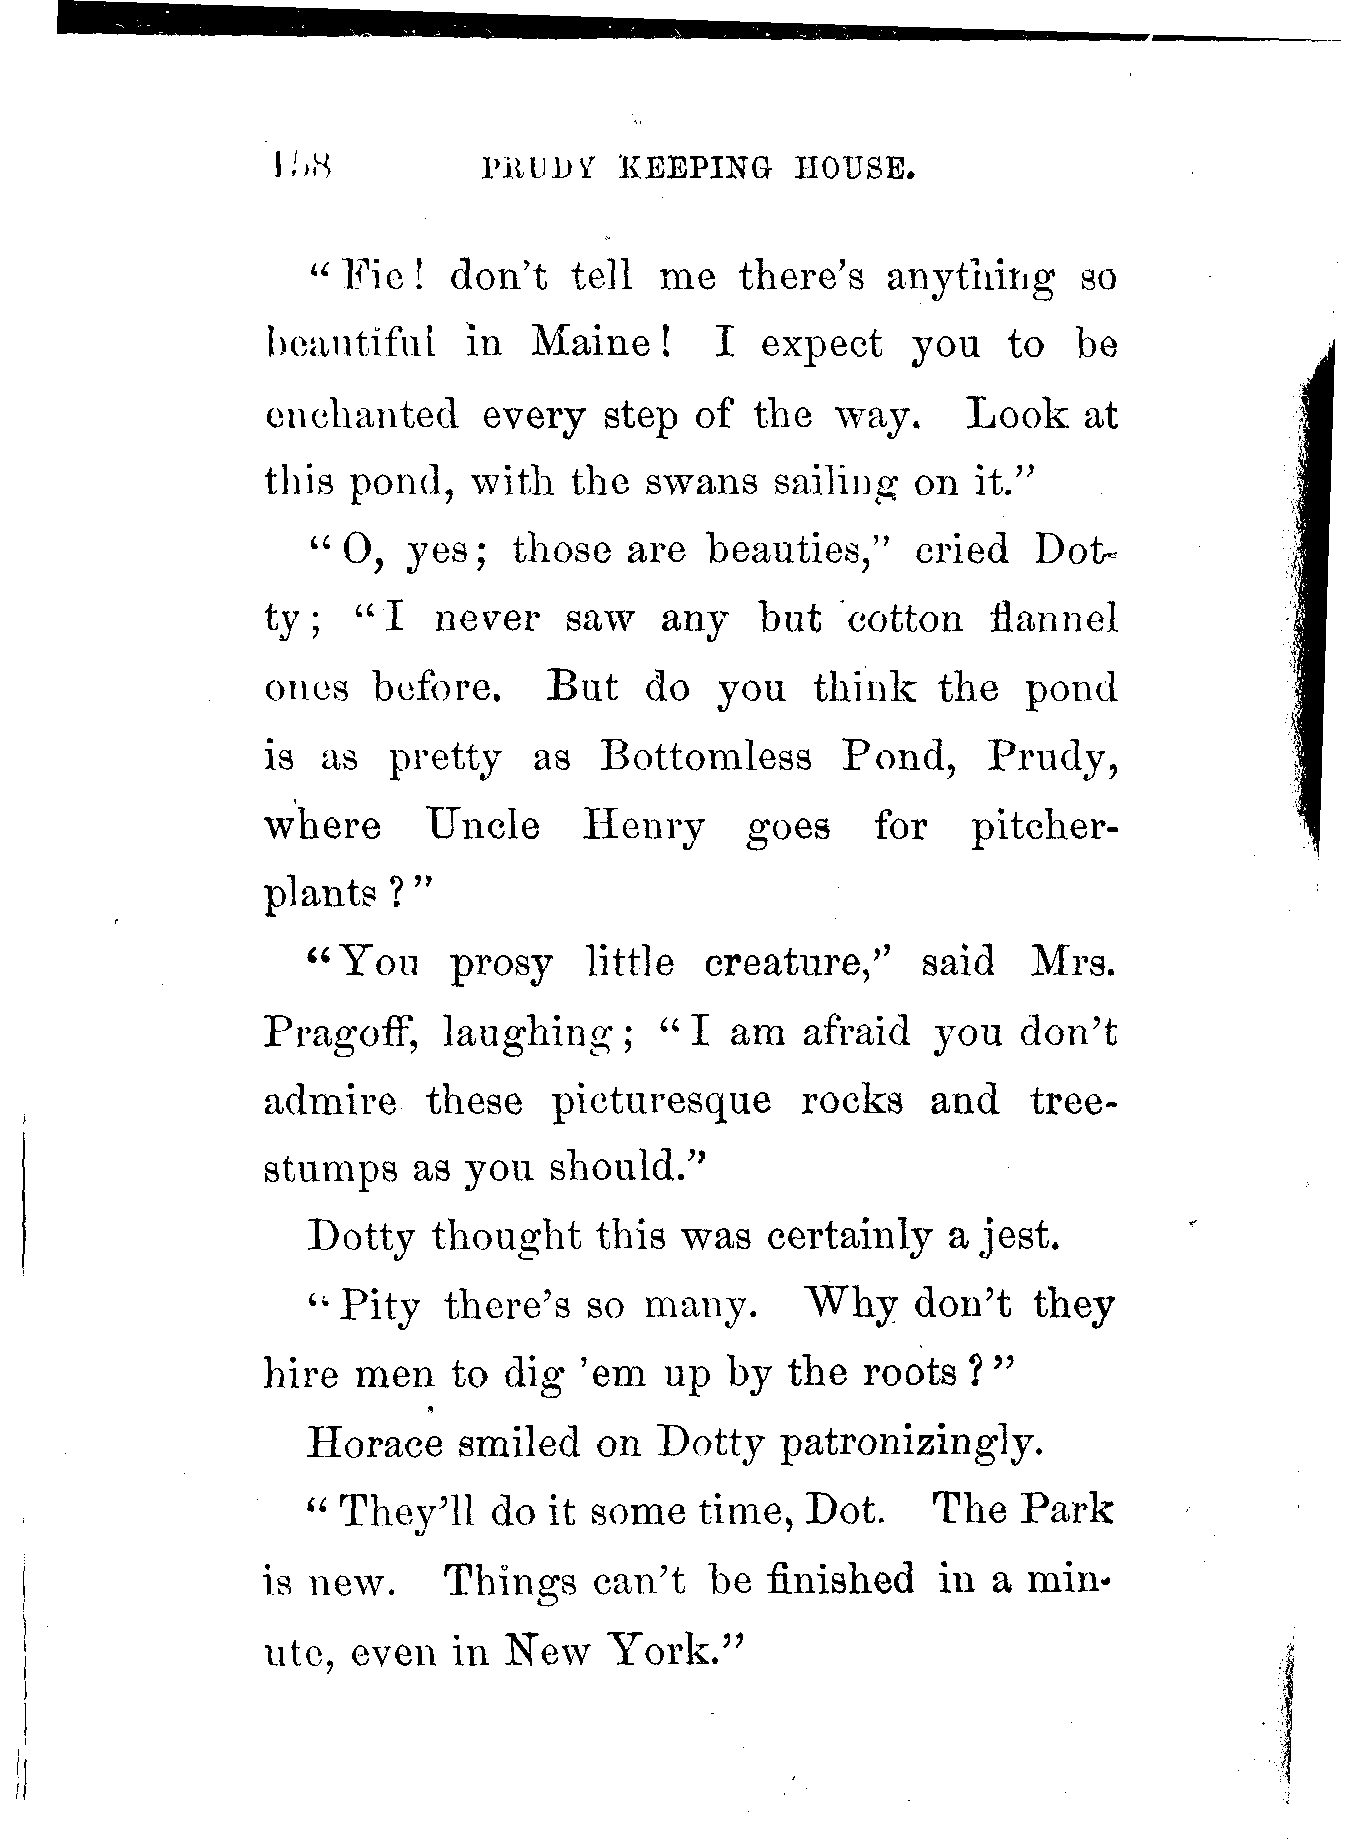 158 PRUDY KEEPING HOUSE.
"Fie! don't tell me there's anything so
beautiful in Maine! I expect you to be
enchanted every step of the way. Look at
this pond, with the swans sailing on it."
"O, yes; those are beauties," cried Dot-
ty; "I never saw any but cotton flannel
ones before. But do you think the pond
is as pretty as Bottomless Pond, Prudy,
where Uncle Henry goes for pitcher-
plants?"
"You prosy little creature," said Mrs.
Pragoff, laughing; "I am afraid you don't
admire these picturesque rocks and tree-
stumps as you should."
Dotty thought this was certainly a jest.
"Pity there's so many. Why don't they
hire men to dig 'em up by the roots?"
Horace smiled on Dotty patronizingly.
"They'll do it some time, Dot. The Park
is new. Things can't be finished in a min-
ute, even in New York."